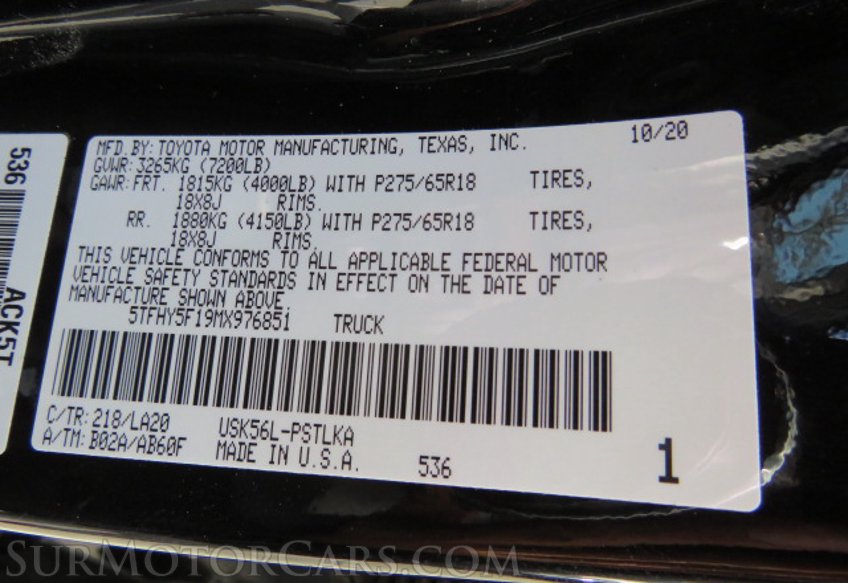 MFD. BY: TOYOTA MOTOR MANUFACTURING, TEXAS, INC. 10/20
GVWR: 3265KG (7200LB)
GAWR: FRT. 1815KG (4000LB) WITH P275/65R18 TIRES,
18X8J RIMS.
RR. 1880KG (4150LB) WITH P275/65R18 TIRES,
18X8J RIMS.
THIS VEHICLE CONFORMS TO ALL APPLICABLE FEDERAL MOTOR
VEHICLE SAFETY STANDARDS IN EFFECT ON THE DATE OF
MANUFACTURE SHOWN ABOVE.
5TFHY5F19MX976851 TRUCK
C/TR: 218/LA20 USK56L-PSTLKA
A/TM: B02A/AB60F MADE IN U.S.A. 536 1
536 ACK5T
SurMotorCars.com